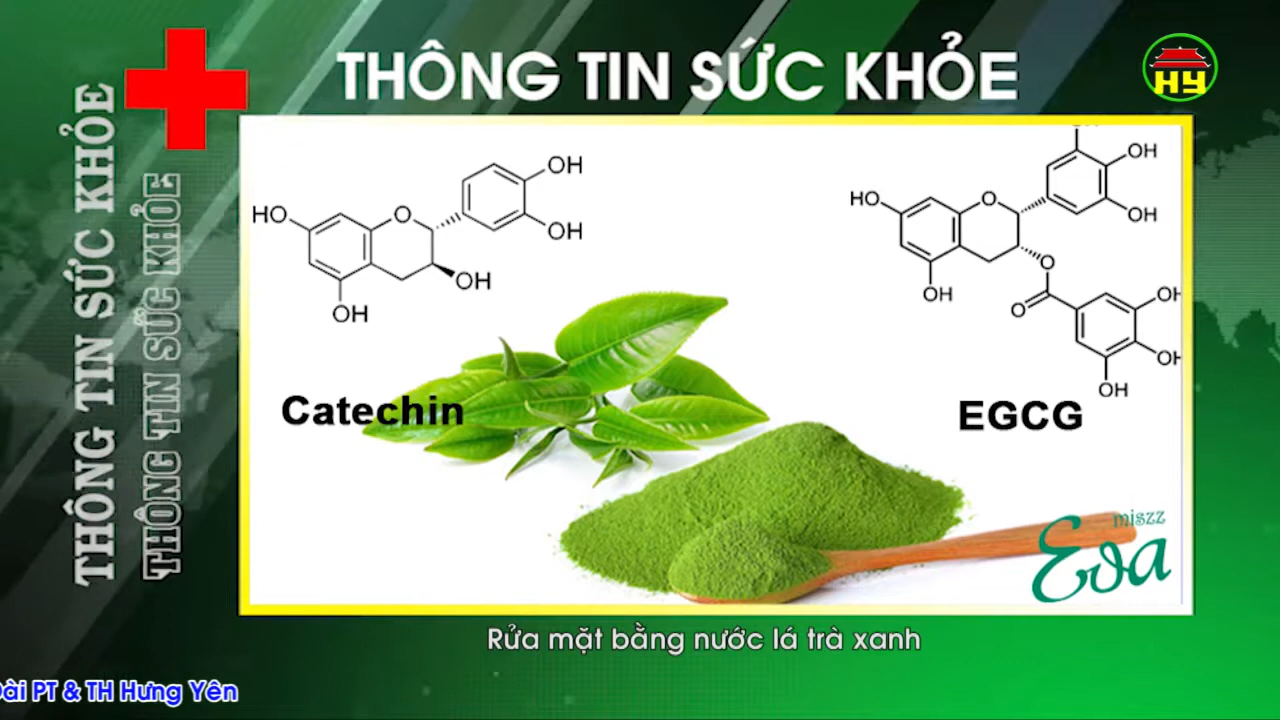 THÔNG TIN SỨC KHỎE
HY
THÔNG TIN SỨC KHỎE
THÔNG TIN SỨC KHỎE
OH
OH
HO
O
OH
OH
Catechin
OH
OH
HO
O
O
O
OH
OH
OH
OH
EGCG
miszz
Eva
Rửa mặt bằng nước lá trà xanh
Đài PT & TH Hưng Yên